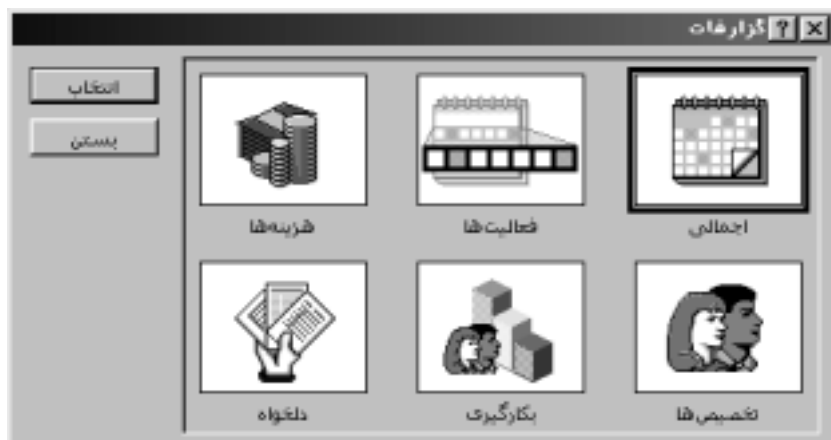 گزارشات
انتخاب
بستن
اجمالی
فعالیت‌ها
هزینه‌ها
تخصیص‌ها
بکارگیری
دلخواه